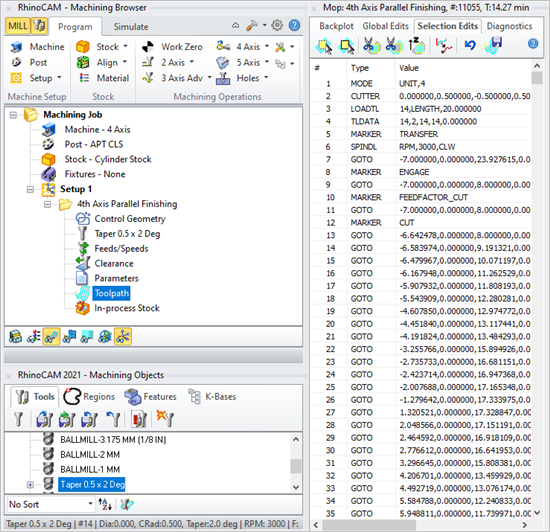 RhinoCAM - Machining Browser
MILL Program Simulate
Machine Stock Work Zero 4 Axis
Post Align 2 Axis 5 Axis
Setup Material 3 Axis Adv Holes
Machine Setup Stock Machining Operations
Machining Job
Machine - 4 Axis
Post - APT CLS
Stock - Cylinder Stock
Fixtures - None
Setup 1
4th Axis Parallel Finishing
Control Geometry
Taper 0.5 x 2 Deg
Feeds/Speeds
Clearance
Parameters
Toolpath
In-process Stock
RhinoCAM 2021 - Machining Objects
Tools Regions Features K-Bases
BALLMILL-3.175 MM (1/8 IN)
BALLMILL-2 MM
BALLMILL-1 MM
Taper 0.5 x 2 Deg
No Sort
Taper 0.5 x 2 Deg | #14 | Dia:0.000, CRad:0.500, Taper:2.0 deg | RPM: 3000 | F:
Mop: 4th Axis Parallel Finishing, #:11055, T:14.27 min
Backplot Global Edits Selection Edits Diagnostics
# Type Value
1 MODE UNIT,4
2 CUTTER 0.000000,0.500000,-0.500000,0.50
3 LOADTL 14,LENGTH,20.000000
4 TLDATA 14,2,14,14,0.000000
5 MARKER TRANSFER
6 SPINDL RPM,3000,CLW
7 GOTO -7.000000,0.000000,23.927615,0.0
8 MARKER ENGAGE
9 GOTO -7.000000,0.000000,8.000000,0.0
10 MARKER FEEDFACTOR_CUT
11 GOTO -7.000000,0.000000,8.000000,0.0
12 MARKER CUT
13 GOTO -6.642478,0.000000,8.000000,0.0
14 GOTO -6.583974,0.000000,9.191321,0.0
15 GOTO -6.479967,0.000000,10.071197,0.0
16 GOTO -6.167948,0.000000,11.262529,0.0
17 GOTO -5.907932,0.000000,11.808193,0.0
18 GOTO -5.543909,0.000000,12.280281,0.0
19 GOTO -4.607850,0.000000,12.974772,0.0
20 GOTO -4.451840,0.000000,13.117441,0.0
21 GOTO -4.191824,0.000000,13.484293,0.0
22 GOTO -3.255766,0.000000,15.894926,0.0
23 GOTO -2.735733,0.000000,16.681151,0.0
24 GOTO -2.423714,0.000000,16.947368,0.0
25 GOTO -2.007688,0.000000,17.165348,0.0
26 GOTO -1.279642,0.000000,17.333975,0.0
27 GOTO 1.320521,0.000000,17.328847,0.00
28 GOTO 2.048566,0.000000,17.151191,0.00
29 GOTO 2.464592,0.000000,16.918109,0.00
30 GOTO 2.776612,0.000000,16.641953,0.00
31 GOTO 3.296645,0.000000,15.808381,0.00
32 GOTO 4.206701,0.000000,13.459929,0.00
33 GOTO 4.492719,0.000000,13.076174,0.00
34 GOTO 5.584788,0.000000,12.240833,0.00
35 GOTO 5.948811,0.000000,11.739971,0.00